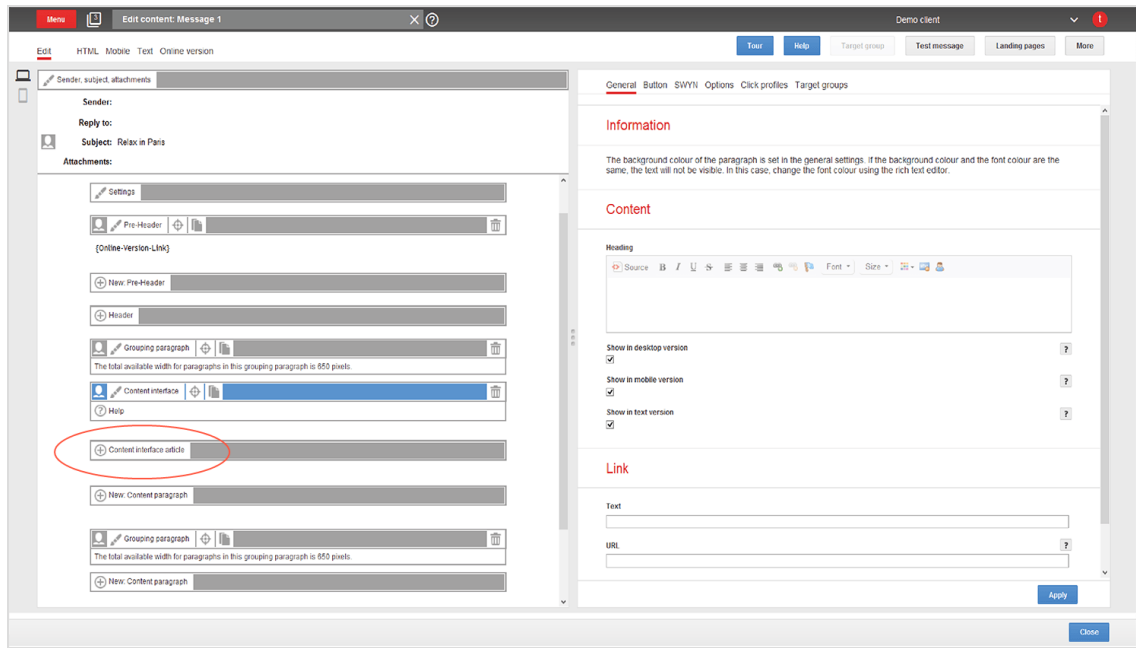 Menu
3
Edit content: Message 1
Demo client
t
Edit HTML Mobile Text Online version
Tour Help Target group Test message Landing pages More
Sender, subject, attachments
Sender:
Reply to:
Subject: Relax in Paris
Attachments:
Settings
Pre-Header
{Online-Version-Link}
New: Pre-Header
Header
Grouping paragraph
The total available width for paragraphs in this grouping paragraph is 650 pixels.
Content interface
Help
Content interface article
New: Content paragraph
Grouping paragraph
The total available width for paragraphs in this grouping paragraph is 650 pixels.
New: Content paragraph
General Button SWYN Options Click profiles Target groups
Information
The background colour of the paragraph is set in the general settings. If the background colour and the font colour are the
same, the text will not be visible. In this case, change the font colour using the rich text editor.
Content
Heading
Source B I U S Font Size
Show in desktop version ?
Show in mobile version ?
Show in text version ?
Link
Text
URL ?
Apply
Close